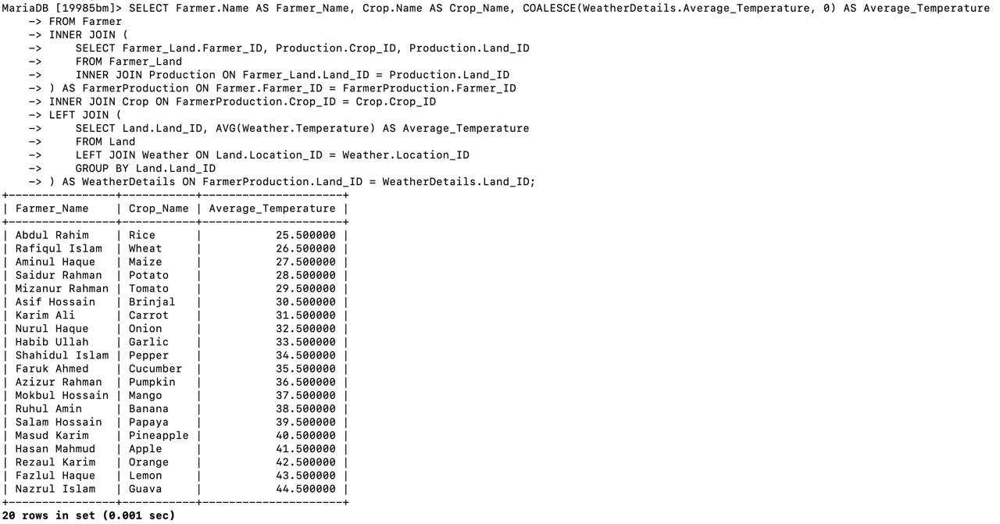 MariaDB [19985bm]> SELECT Farmer.Name AS Farmer_Name, Crop.Name AS Crop_Name, COALESCE(WeatherDetails.Average_Temperature, 0) AS Average_Temperature
    -> FROM Farmer
    -> INNER JOIN (
    ->     SELECT Farmer_Land.Farmer_ID, Production.Crop_ID, Production.Land_ID
    ->     FROM Farmer_Land
    ->     INNER JOIN Production ON Farmer_Land.Land_ID = Production.Land_ID
    -> ) AS FarmerProduction ON Farmer.Farmer_ID = FarmerProduction.Farmer_ID
    -> INNER JOIN Crop ON FarmerProduction.Crop_ID = Crop.Crop_ID
    -> LEFT JOIN (
    ->     SELECT Land.Land_ID, AVG(Weather.Temperature) AS Average_Temperature
    ->     FROM Land
    ->     LEFT JOIN Weather ON Land.Location_ID = Weather.Location_ID
    ->     GROUP BY Land.Land_ID
    -> ) AS WeatherDetails ON FarmerProduction.Land_ID = WeatherDetails.Land_ID;
+----------------+-----------+---------------------+
| Farmer_Name    | Crop_Name | Average_Temperature |
+----------------+-----------+---------------------+
| Abdul Rahim    | Rice      |           25.500000 |
| Rafiqul Islam  | Wheat     |           26.500000 |
| Aminul Haque   | Maize     |           27.500000 |
| Saidur Rahman  | Potato    |           28.500000 |
| Mizanur Rahman | Tomato    |           29.500000 |
| Asif Hossain   | Brinjal   |           30.500000 |
| Karim Ali      | Carrot    |           31.500000 |
| Nurul Haque    | Onion     |           32.500000 |
| Habib Ullah    | Garlic    |           33.500000 |
| Shahidul Islam | Pepper    |           34.500000 |
| Faruk Ahmed    | Cucumber  |           35.500000 |
| Azizur Rahman  | Pumpkin   |           36.500000 |
| Mokbul Hossain | Mango     |           37.500000 |
| Ruhul Amin     | Banana    |           38.500000 |
| Salam Hossain  | Papaya    |           39.500000 |
| Masud Karim    | Pineapple |           40.500000 |
| Hasan Mahmud   | Apple     |           41.500000 |
| Rezaul Karim   | Orange    |           42.500000 |
| Fazlul Haque   | Lemon     |           43.500000 |
| Nazrul Islam   | Guava     |           44.500000 |
+----------------+-----------+---------------------+
20 rows in set (0.001 sec)